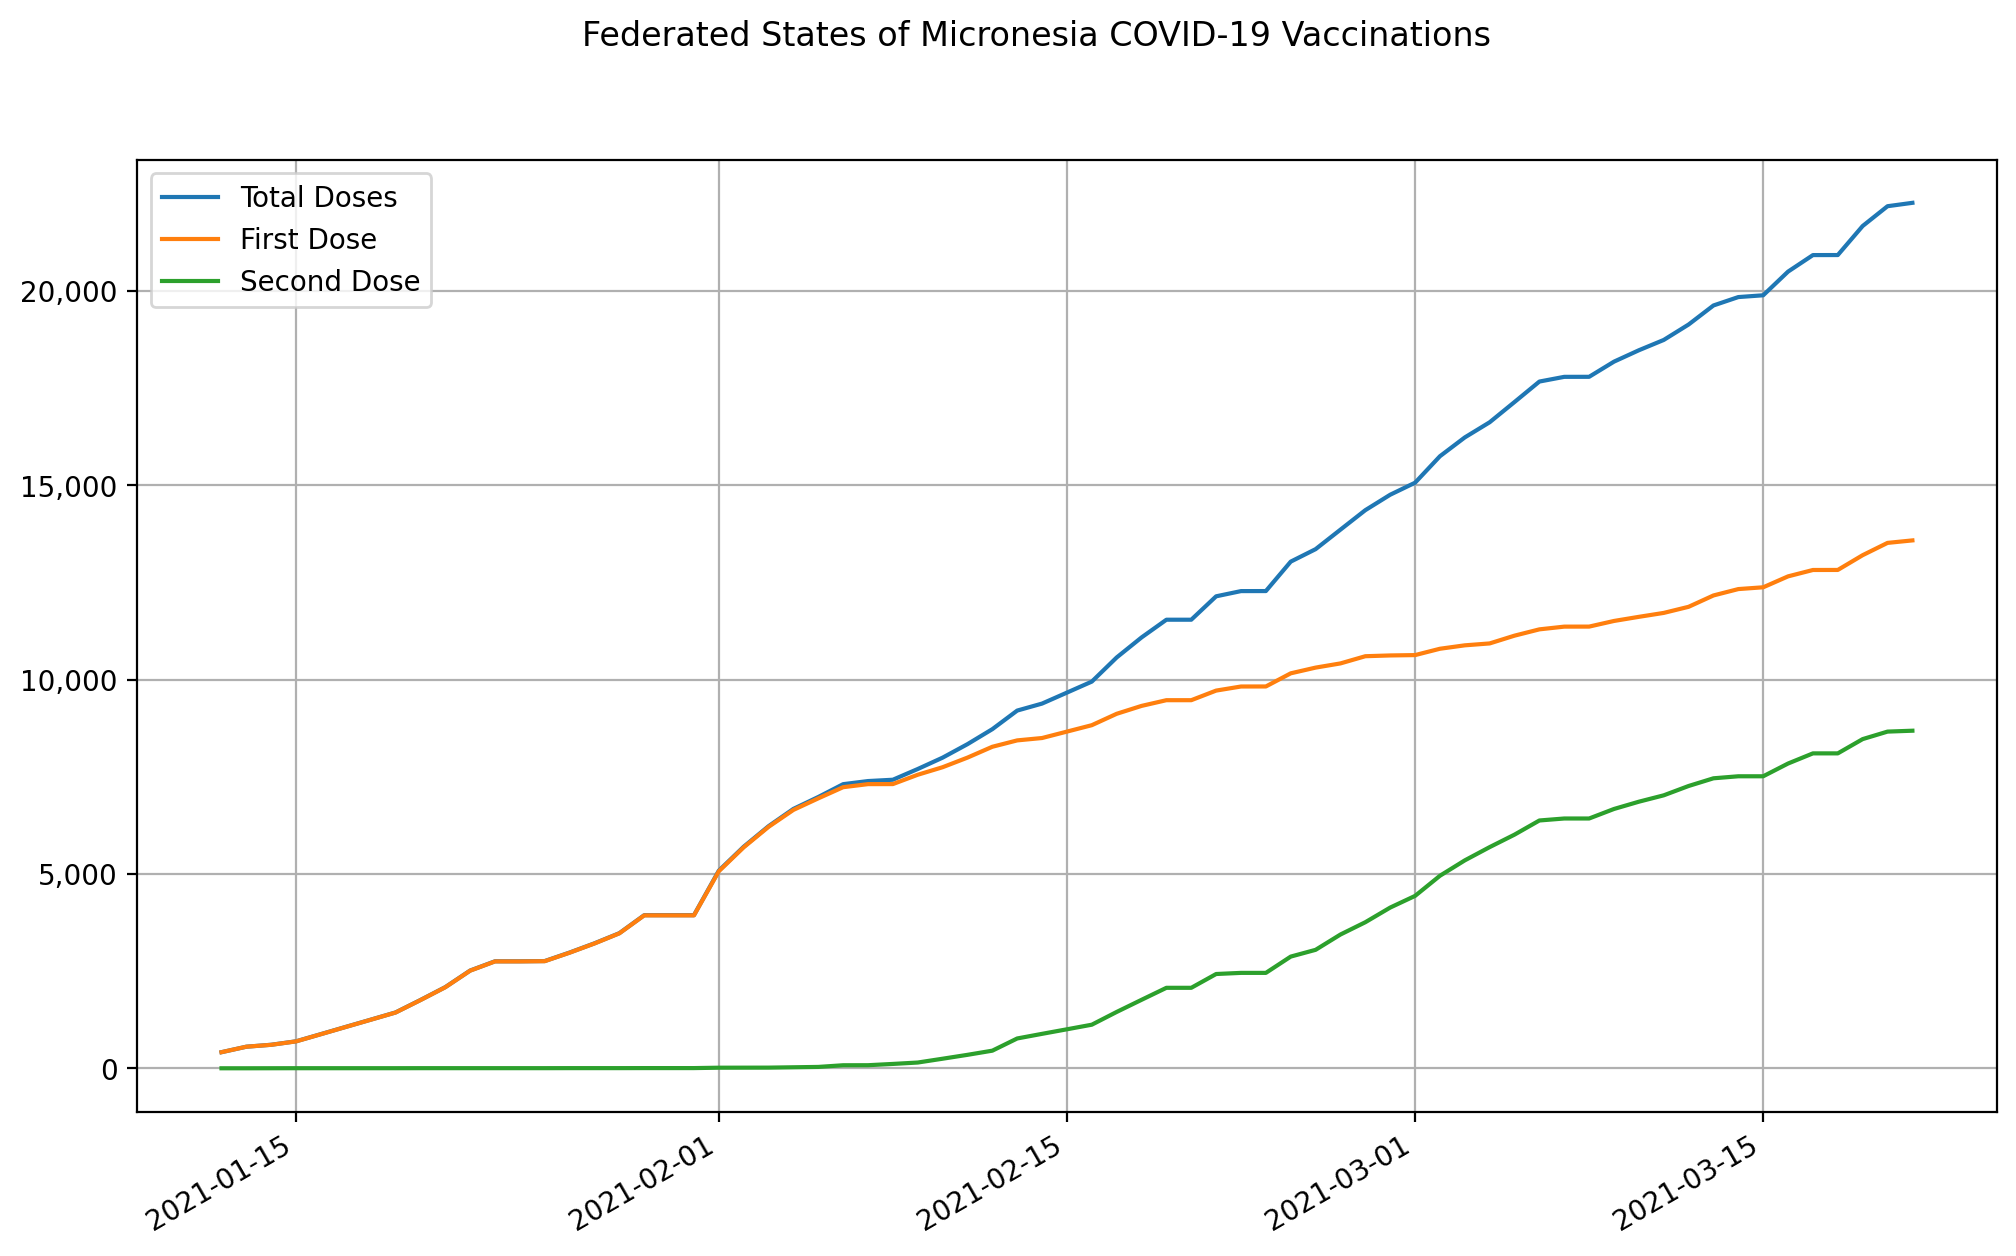 Federated States of Micronesia COVID-19 Vaccinations
Total Doses
First Dose
Second Dose
20,000
15,000
10,000
5,000
0
2021-01-15
2021-02-01
2021-02-15
2021-03-01
2021-03-15